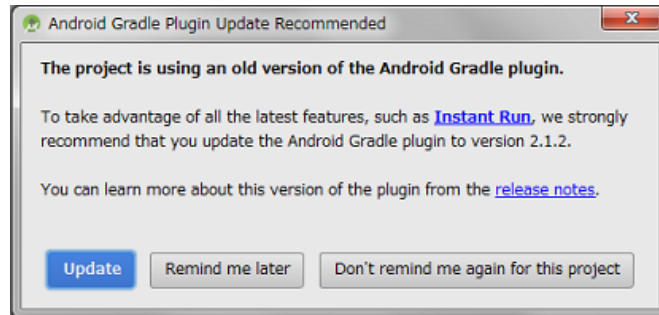 Android Gradle Plugin Update Recommended
The project is using an old version of the Android Gradle plugin.
To take advantage of all the latest features, such as Instant Run, we strongly
recommend that you update the Android Gradle plugin to version 2.1.2.
You can learn more about this version of the plugin from the release notes.
Update Remind me later Don't remind me again for this project